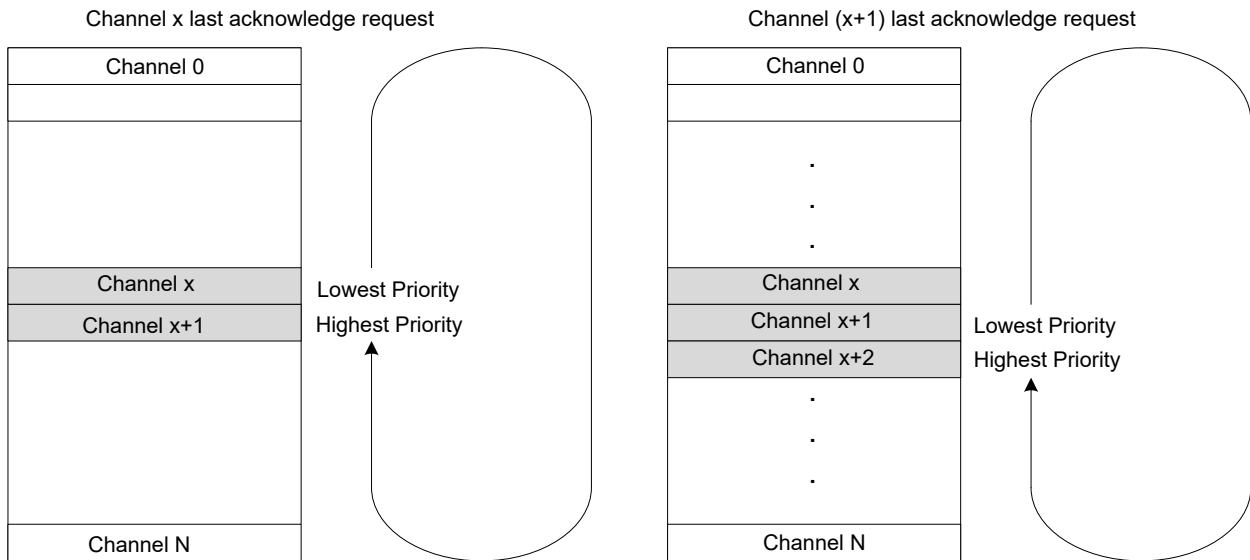 Channel x last acknowledge request
Channel 0
Channel x
Lowest Priority
Channel x+1
Highest Priority
Channel N
Channel (x+1) last acknowledge request
Channel 0
.
.
.
Channel x
Channel x+1
Lowest Priority
Channel x+2
Highest Priority
.
.
.
Channel N